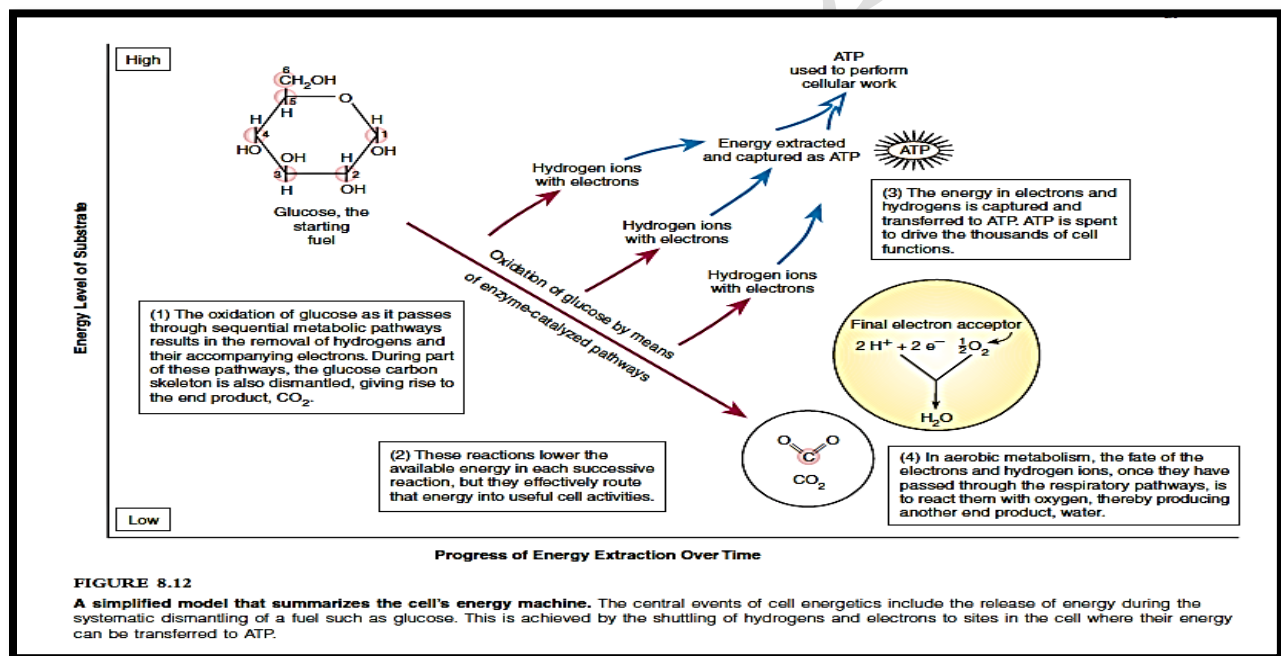 High
6
CH2OH
5
O
H
H
H
4
1
HO
OH
H
OH
3
2
H
OH
Glucose, the
starting
fuel
Energy Level of Substrate
Hydrogen ions
with electrons
Hydrogen ions
with electrons
Hydrogen ions
with electrons
ATP
used to perform
cellular work
Energy extracted
and captured as ATP
ATP
(3) The energy in electrons and
hydrogens is captured and
transferred to ATP. ATP is spent
to drive the thousands of cell
functions.
Oxidation of glucose by means
of enzyme-catalyzed pathways
(1) The oxidation of glucose as it passes
through sequential metabolic pathways
results in the removal of hydrogens and
their accompanying electrons. During part
of these pathways, the glucose carbon
skeleton is also dismantled, giving rise to
the end product, CO2.
Final electron acceptor
2 H+ + 2 e− ½O2
H2O
(2) These reactions lower the
available energy in each successive
reaction, but they effectively route
that energy into useful cell activities.
O O
C
CO2
(4) In aerobic metabolism, the fate of the
electrons and hydrogen ions, once they have
passed through the respiratory pathways, is
to react them with oxygen, thereby producing
another end product, water.
Low
Progress of Energy Extraction Over Time
FIGURE 8.12
A simplified model that summarizes the cell's energy machine. The central events of cell energetics include the release of energy during the
systematic dismantling of a fuel such as glucose. This is achieved by the shuttling of hydrogens and electrons to sites in the cell where their energy
can be transferred to ATP.